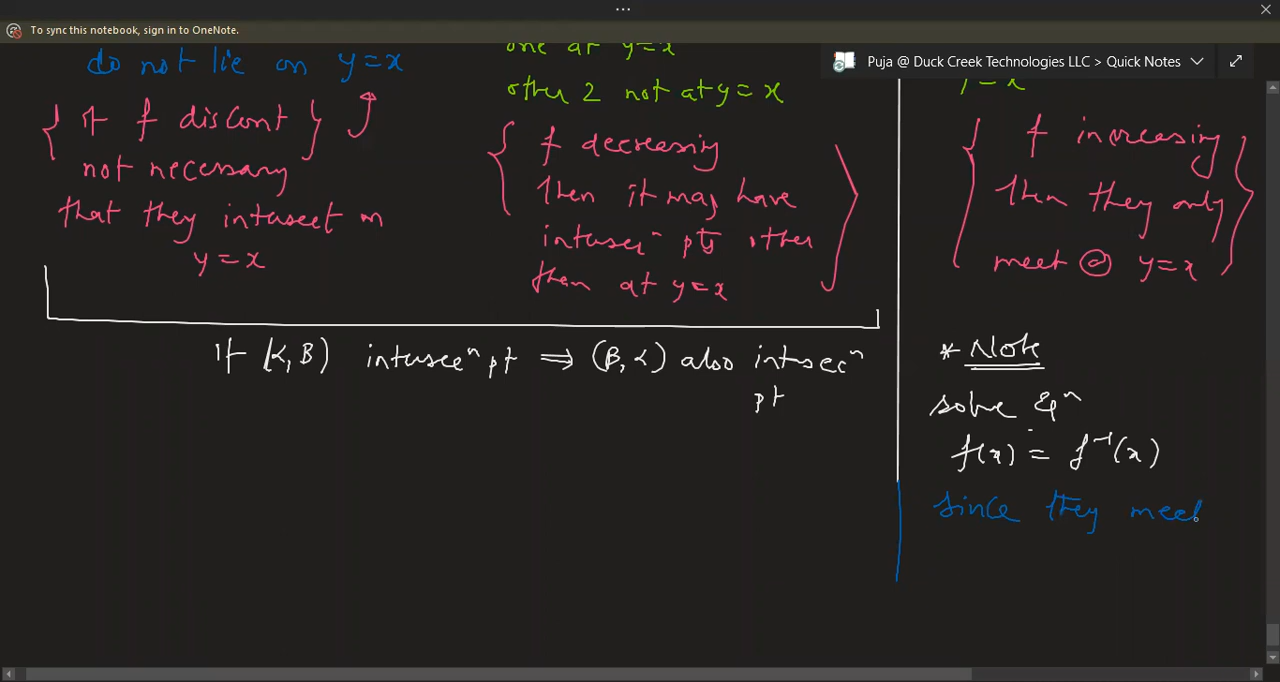 To sync this notebook, sign in to OneNote.
Puja @ Duck Creek Technologies LLC > Quick Notes
do not lie on y=x
{ if f discont }
not necessary
that they intersect on
y=x
one at y=x
other 2 not at y=x
f decreasing
then it may have
intersecⁿ pts other
then at y=x
y=x
f increasing
then they only
meet @ y=x
If (α,β) intersecⁿ pt ⟹ (β,α) also intsecⁿ
pt
* Note
solve Eqⁿ
f(x) = f⁻¹(x)
since they meet